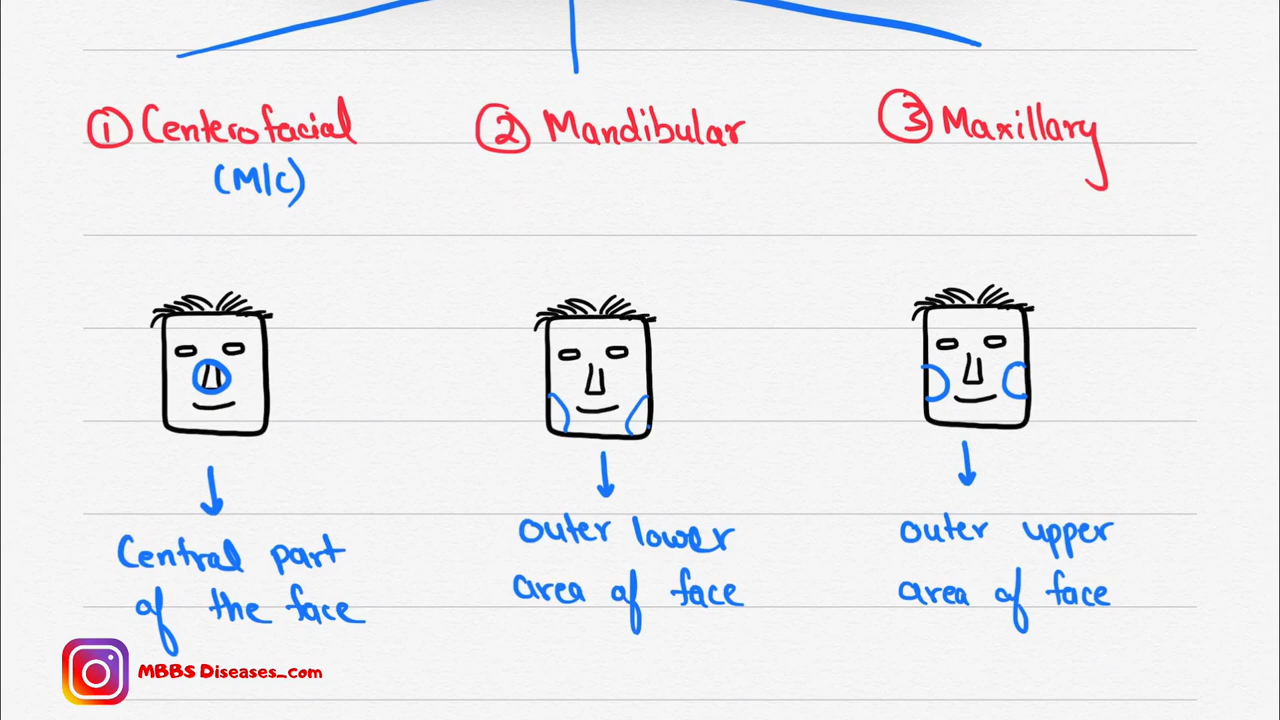 ① Centerofacial
(M/C)
② Mandibular
③ Maxillary
Central part
of the face
outer lower
area of face
outer upper
area of face
MBBS Diseases_com